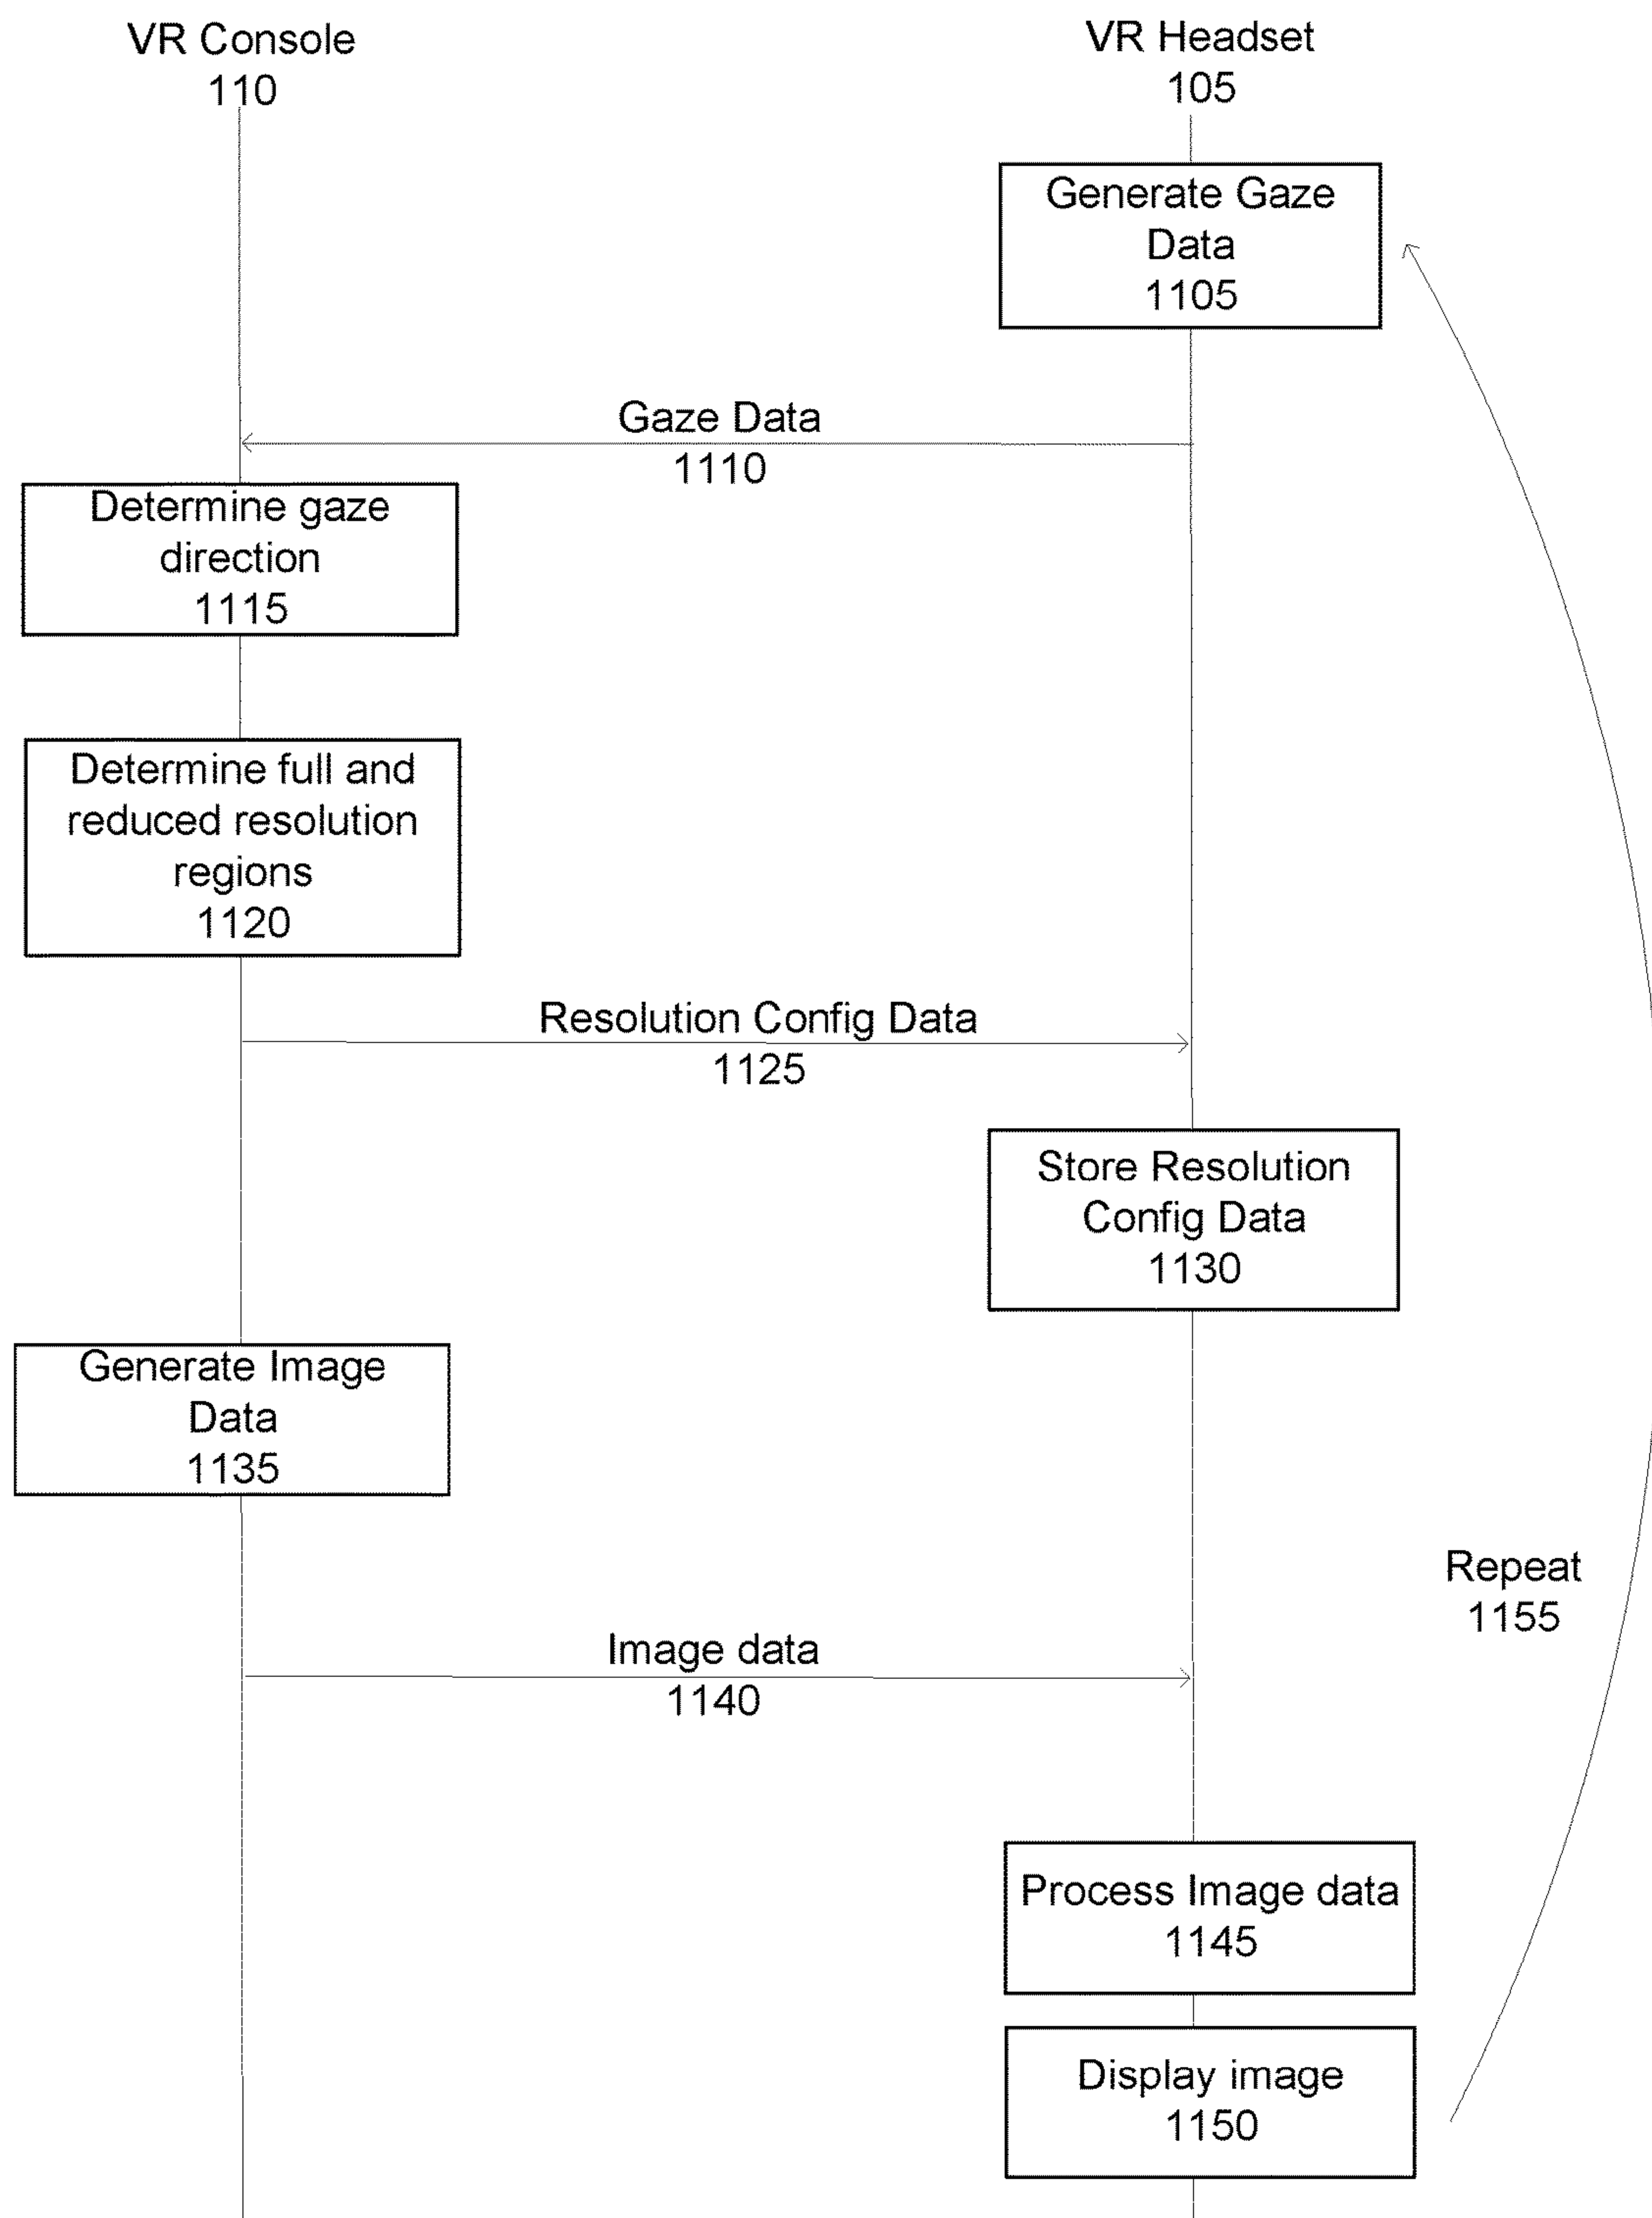 VR Console
110
VR Headset
105
Generate Gaze
Data
1105
Gaze Data
1110
Determine gaze
direction
1115
Determine full and
reduced resolution
regions
1120
Resolution Config Data
1125
Store Resolution
Config Data
1130
Generate Image
Data
1135
Repeat
1155
Image data
1140
Process Image data
1145
Display image
1150